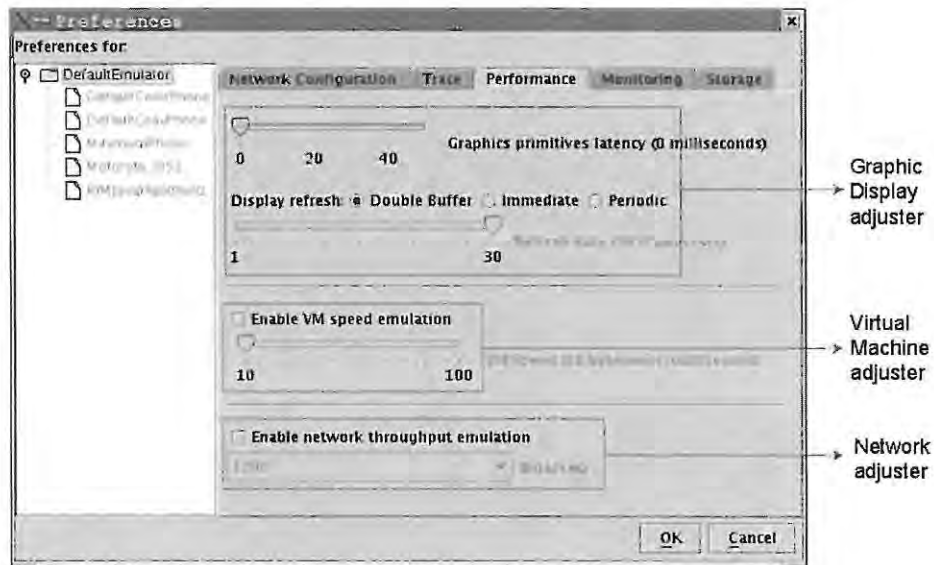 Preferences
Preferences for:
DefaultEmulator
Network Configuration Trace Performance Monitoring Storage
0 20 40
Graphics primitives latency (0 milliseconds)
Display refresh: Double Buffer Immediate Periodic
1 30
Enable VM speed emulation
10 100
Enable network throughput emulation
OK Cancel
Graphic
Display
adjuster
Virtual
Machine
adjuster
Network
adjuster